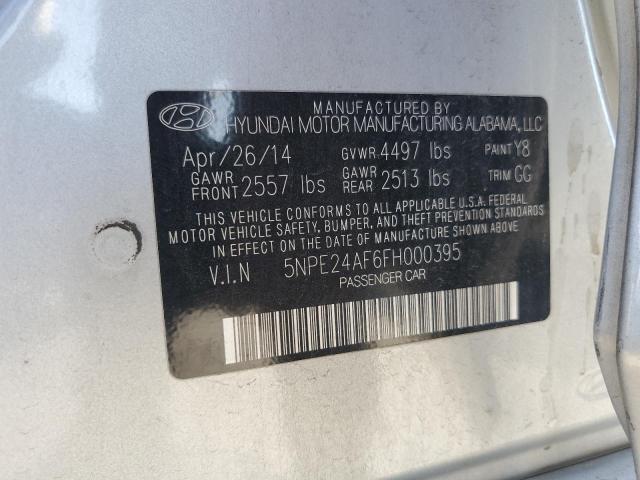 MANUFACTURED BY
HYUNDAI MOTOR MANUFACTURING ALABAMA, LLC
Apr/26/14 GVWR 4497 lbs PAINT Y8
GAWR FRONT 2557 lbs GAWR REAR 2513 lbs TRIM GG
THIS VEHICLE CONFORMS TO ALL APPLICABLE U.S.A. FEDERAL
MOTOR VEHICLE SAFETY, BUMPER, AND THEFT PREVENTION STANDARDS
IN EFFECT ON THE DATE OF MANUFACTURE SHOWN ABOVE.
V.I.N 5NPE24AF6FH000395
PASSENGER CAR